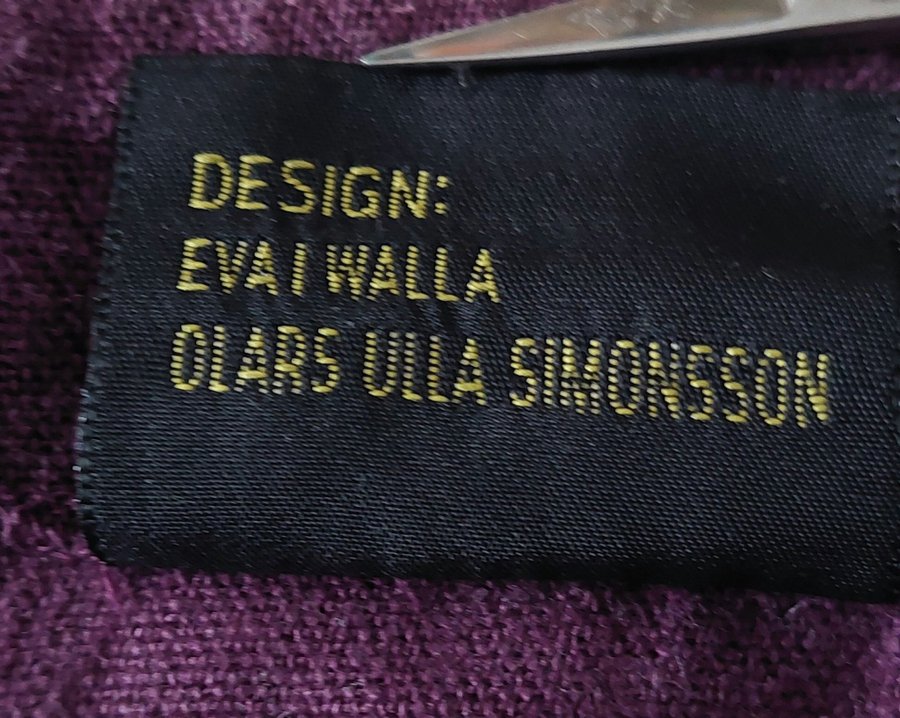 DESIGN:
EVA I WALLA
OLARS ULLA SIMONSSON